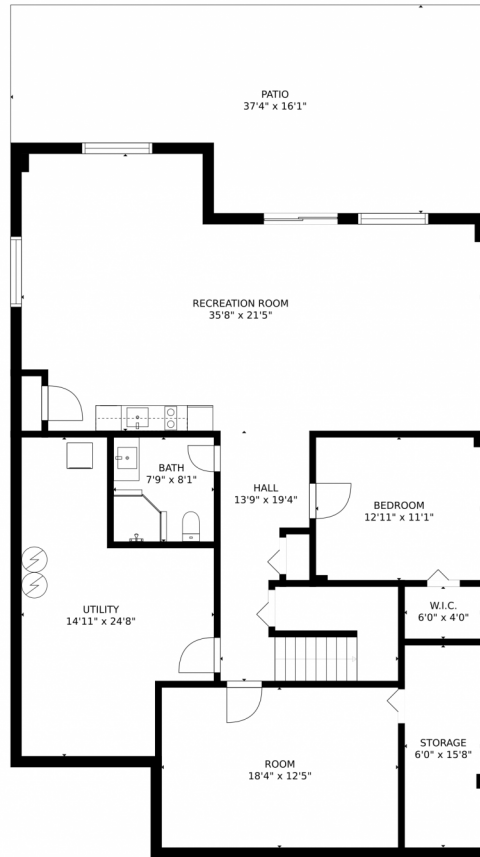 PATIO
37'4" x 16'1"
RECREATION ROOM
35'8" x 21'5"
BATH
7'9" x 8'1"
HALL
13'9" x 19'4"
BEDROOM
12'11" x 11'1"
W.I.C.
6'0" x 4'0"
UTILITY
14'11" x 24'8"
STORAGE
6'0" x 15'8"
ROOM
18'4" x 12'5"